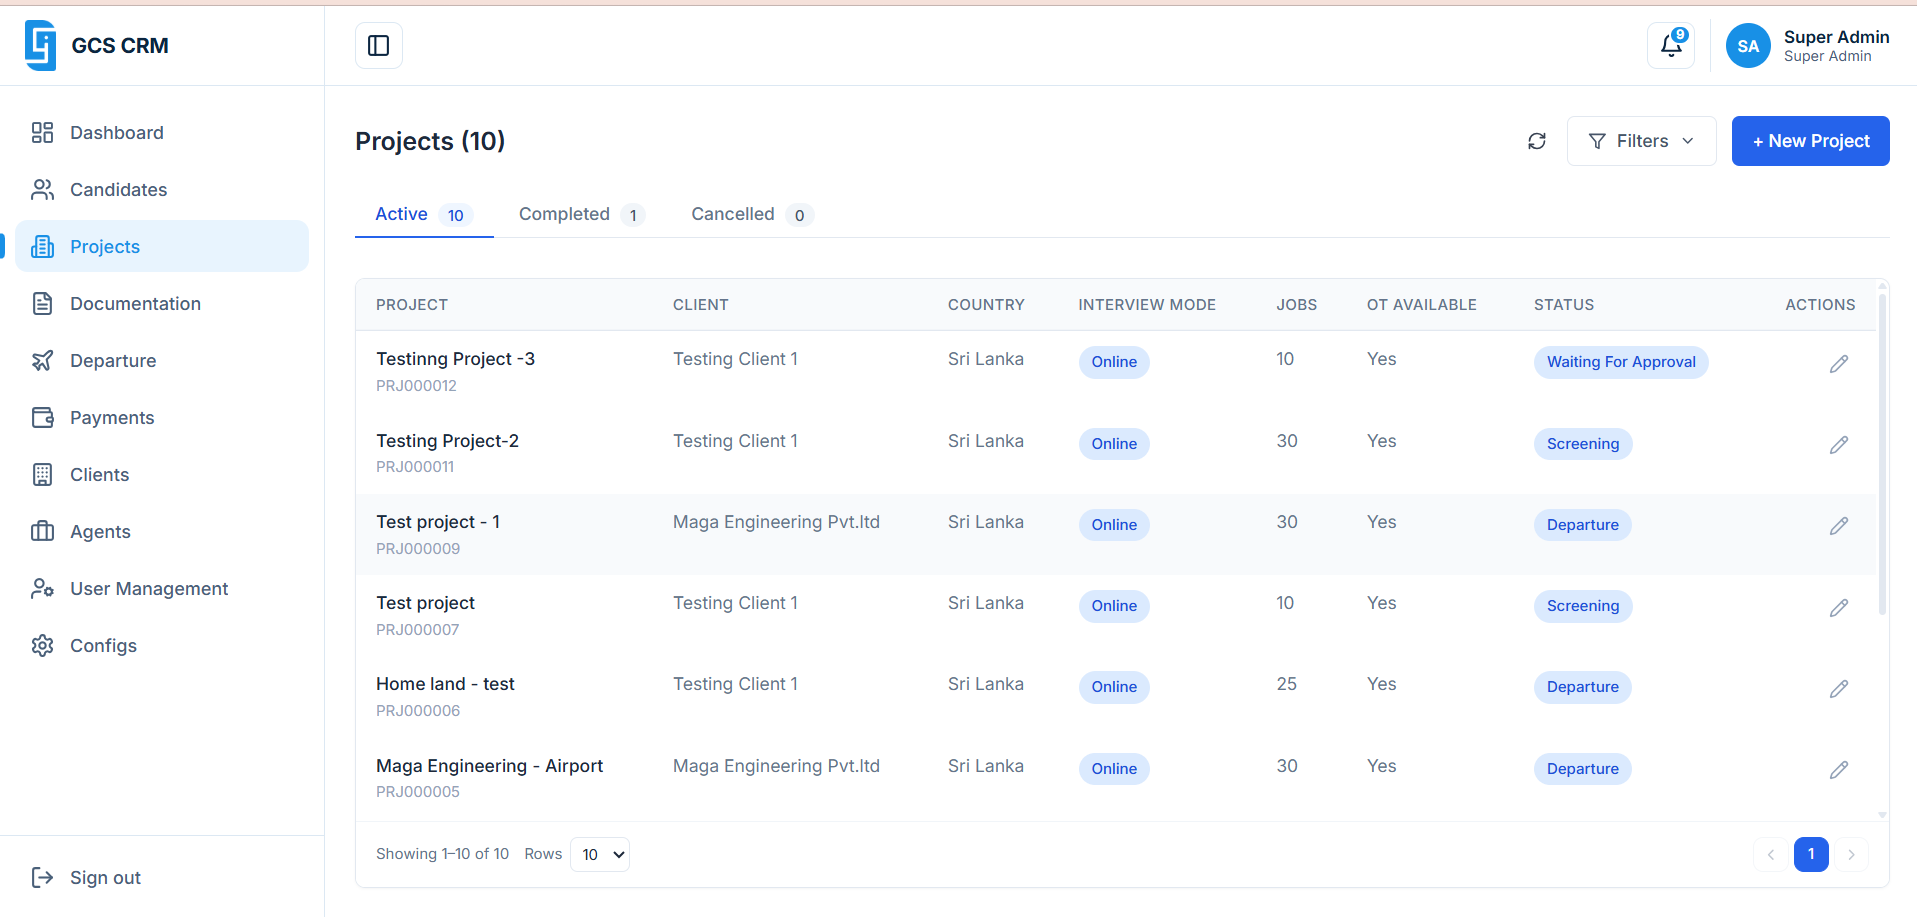 GCS CRM
9
SA
Super Admin
Super Admin
Dashboard
Candidates
Projects
Documentation
Departure
Payments
Clients
Agents
User Management
Configs
Sign out
Projects (10)
Filters
+ New Project
Active 10 Completed 1 Cancelled 0
PROJECT CLIENT COUNTRY INTERVIEW MODE JOBS OT AVAILABLE STATUS ACTIONS
Testinng Project -3 Testing Client 1 Sri Lanka Online 10 Yes Waiting For Approval
PRJ000012
Testing Project-2 Testing Client 1 Sri Lanka Online 30 Yes Screening
PRJ000011
Test project - 1 Maga Engineering Pvt.ltd Sri Lanka Online 30 Yes Departure
PRJ000009
Test project Testing Client 1 Sri Lanka Online 10 Yes Screening
PRJ000007
Home land - test Testing Client 1 Sri Lanka Online 25 Yes Departure
PRJ000006
Maga Engineering - Airport Maga Engineering Pvt.ltd Sri Lanka Online 30 Yes Departure
PRJ000005
Showing 1–10 of 10 Rows 10 1